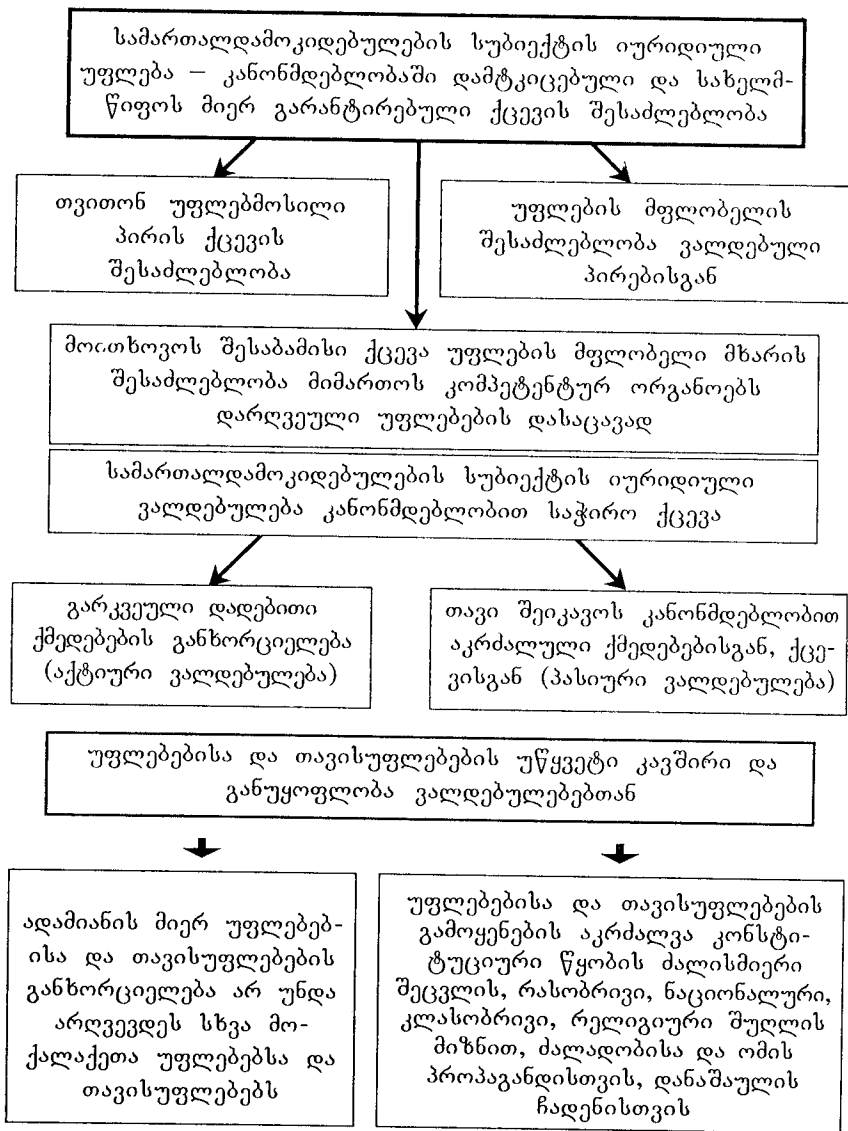 სამართალდამოკიდებულების სუბიექტის იურიდიული
უფლება – კანონმდებლობაში დამტკიცებული და სახელმ-
წიფოს მიერ გარანტირებული ქცევის შესაძლებლობა
თვითონ უფლებმოსილი
პირის ქცევის
შესაძლებლობა
უფლების მფლობელის
შესაძლებლობა ვალდებული
პირებისგან
მოითხოვოს შესაბამისი ქცევა უფლების მფლობელი მხარის
შესაძლებლობა მიმართოს კომპეტენტურ ორგანოებს
დარღვეული უფლებების დასაცავად
სამართალდამოკიდებულების სუბიექტის იურიდიული
ვალდებულება კანონმდებლობით საჭირო ქცევა
გარკვეული დადებითი
ქმედებების განხორციელება
(აქტიური ვალდებულება)
თავი შეიკავოს კანონმდებლობით
აკრძალული ქმედებებისგან, ქცე-
ვისგან (პასიური ვალდებულება)
უფლებებისა და თავისუფლებების უწყვეტი კავშირი და
განუყოფლობა ვალდებულებებთან
ადამიანის მიერ უფლებებ-
ისა და თავისუფლებების
განხორციელება არ უნდა
არღვევდეს სხვა მო-
ქალაქეთა უფლებებსა და
თავისუფლებებს
უფლებებისა და თავისუფლებების
გამოყენების აკრძალვა კონსტი-
ტუციური წყობის ძალისმიერი
შეცვლის, რასობრივი, ნაციონალური,
კლასობრივი, რელიგიური შუღლის
მიზნით, ძალადობისა და ომის
პროპაგანდისთვის, დანაშაულის
ჩადენისთვის